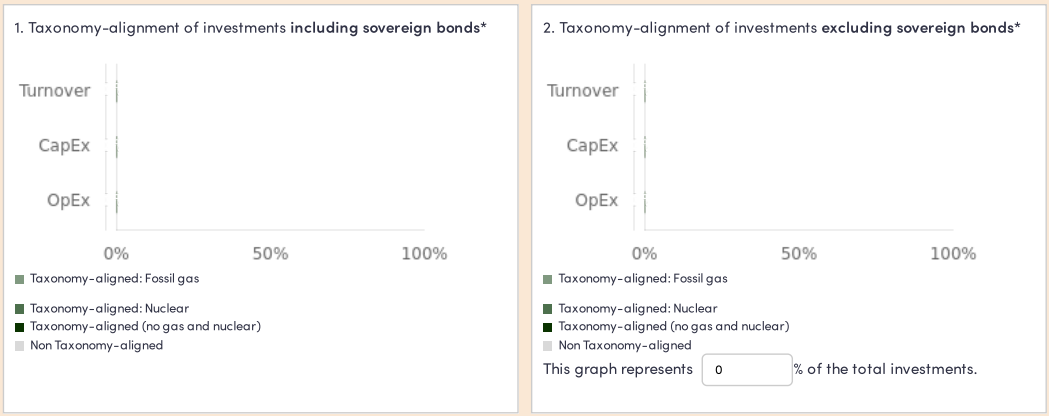 1. Taxonomy-alignment of investments including sovereign bonds*
Turnover
CapEx
OpEx
0% 50% 100%
Taxonomy-aligned: Fossil gas
Taxonomy-aligned: Nuclear
Taxonomy-aligned (no gas and nuclear)
Non Taxonomy-aligned
2. Taxonomy-alignment of investments excluding sovereign bonds*
Turnover
CapEx
OpEx
0% 50% 100%
Taxonomy-aligned: Fossil gas
Taxonomy-aligned: Nuclear
Taxonomy-aligned (no gas and nuclear)
Non Taxonomy-aligned
This graph represents 0 % of the total investments.